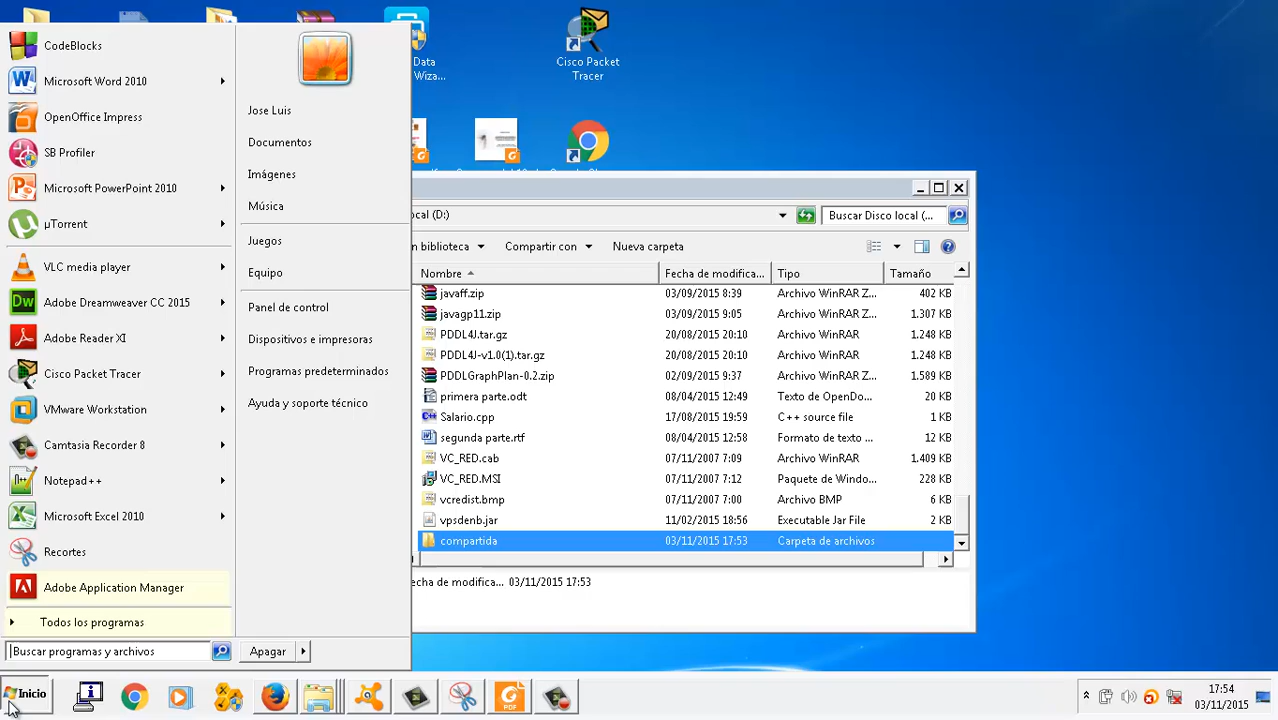 CodeBlocks
Microsoft Word 2010
OpenOffice Impress
SB Profiler
Microsoft PowerPoint 2010
µTorrent
VLC media player
Adobe Dreamweaver CC 2015
Adobe Reader XI
Cisco Packet Tracer
VMware Workstation
Camtasia Recorder 8
Notepad++
Microsoft Excel 2010
Recortes
Adobe Application Manager
Todos los programas
Buscar programas y archivos
Jose Luis
Documentos
Imágenes
Música
Juegos
Equipo
Panel de control
Dispositivos e impresoras
Programas predeterminados
Ayuda y soporte técnico
Apagar
Data
Wiza...
Cisco Packet
Tracer
ocal (D:)
Buscar Disco local (...
n biblioteca Compartir con Nueva carpeta
Nombre Fecha de modifica... Tipo Tamaño
javaff.zip 03/09/2015 8:39 Archivo WinRAR Z... 402 KB
javagp11.zip 03/09/2015 9:05 Archivo WinRAR Z... 1.307 KB
PDDL4J.tar.gz 20/08/2015 20:10 Archivo WinRAR 1.248 KB
PDDL4J-v1.0(1).tar.gz 20/08/2015 20:10 Archivo WinRAR 1.248 KB
PDDLGraphPlan-0.2.zip 02/09/2015 9:37 Archivo WinRAR Z... 1.589 KB
primera parte.odt 08/04/2015 12:49 Texto de OpenDo... 20 KB
Salario.cpp 17/08/2015 19:59 C++ source file 1 KB
segunda parte.rtf 08/04/2015 12:58 Formato de texto ... 12 KB
VC_RED.cab 07/11/2007 7:09 Archivo WinRAR 1.409 KB
VC_RED.MSI 07/11/2007 7:12 Paquete de Windo... 228 KB
vcredist.bmp 07/11/2007 7:00 Archivo BMP 6 KB
vpsdenb.jar 11/02/2015 18:56 Executable Jar File 2 KB
compartida 03/11/2015 17:53 Carpeta de archivos
echa de modifica... 03/11/2015 17:53
Inicio
PDF
17:54
03/11/2015